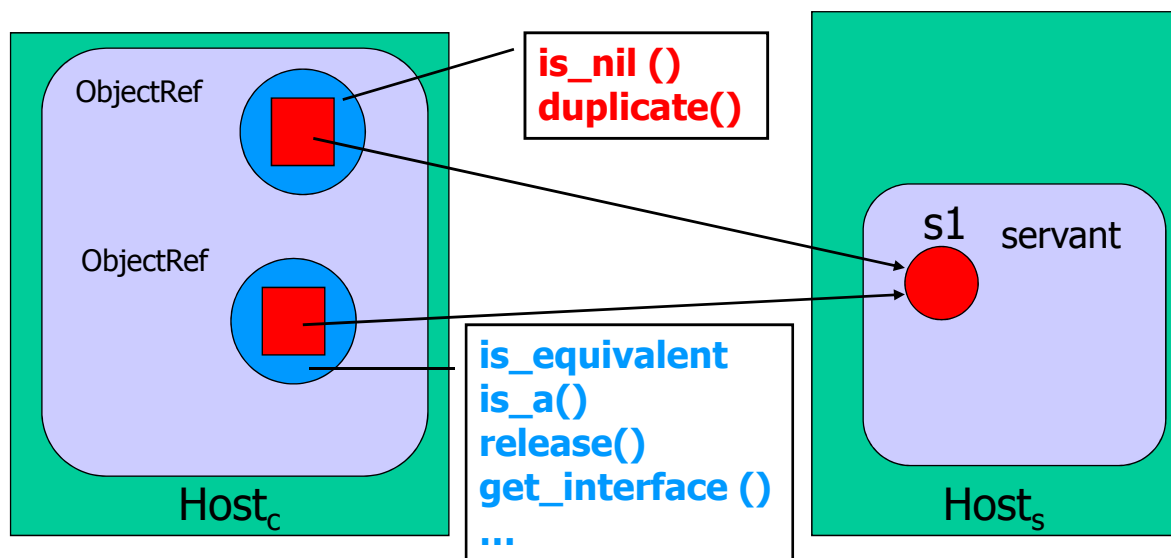 ObjectRef
is_nil ()
duplicate()
s1
servant
ObjectRef
is_equivalent
is_a()
release()
get_interface ()
...
Hostc
Hosts